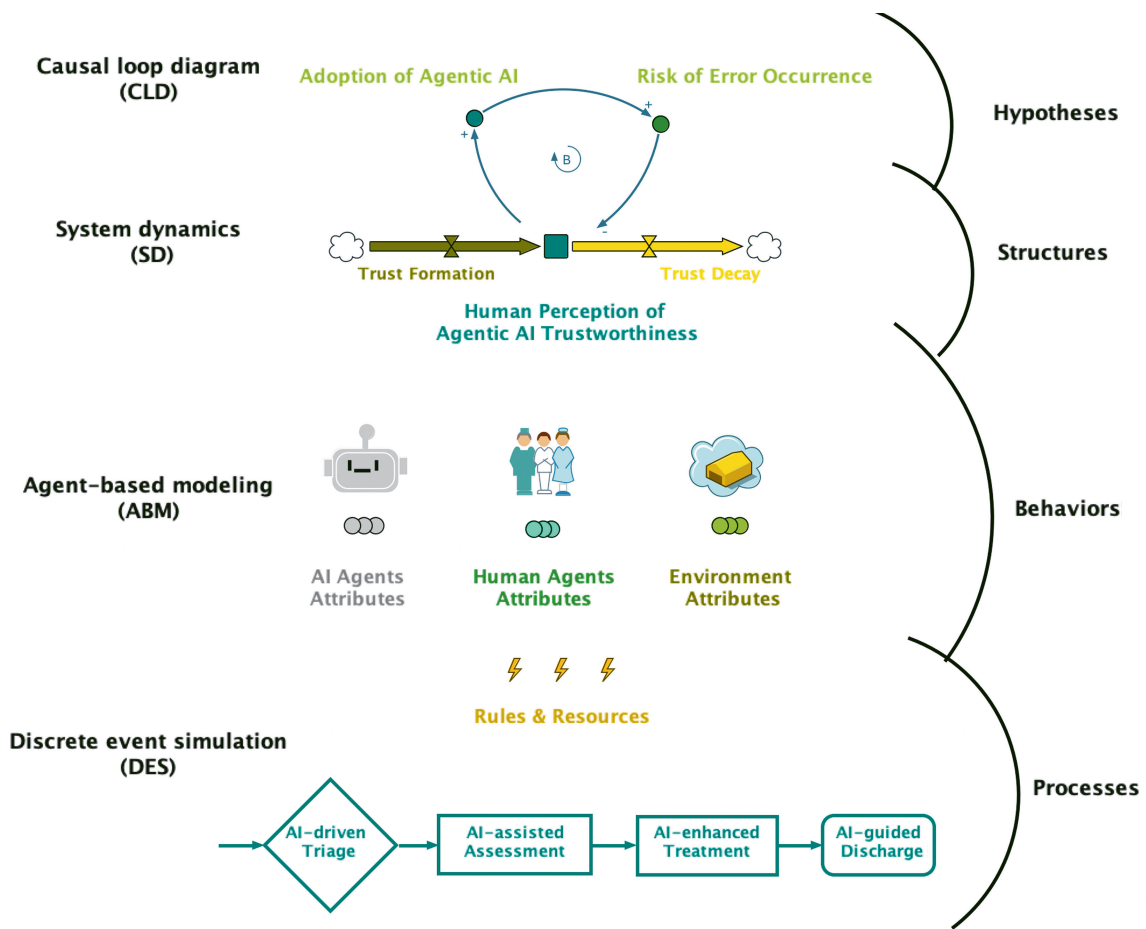 Causal loop diagram
(CLD)
Adoption of Agentic AI
Risk of Error Occurrence
Hypotheses
+
+
B
System dynamics
(SD)
-
Structures
Trust Formation
Trust Decay
Human Perception of
Agentic AI Trustworthiness
Agent-based modeling
(ABM)
Behaviors
AI Agents
Attributes
Human Agents
Attributes
Environment
Attributes
Rules & Resources
Discrete event simulation
(DES)
Processes
AI-driven
Triage
AI-assisted
Assessment
AI-enhanced
Treatment
AI-guided
Discharge